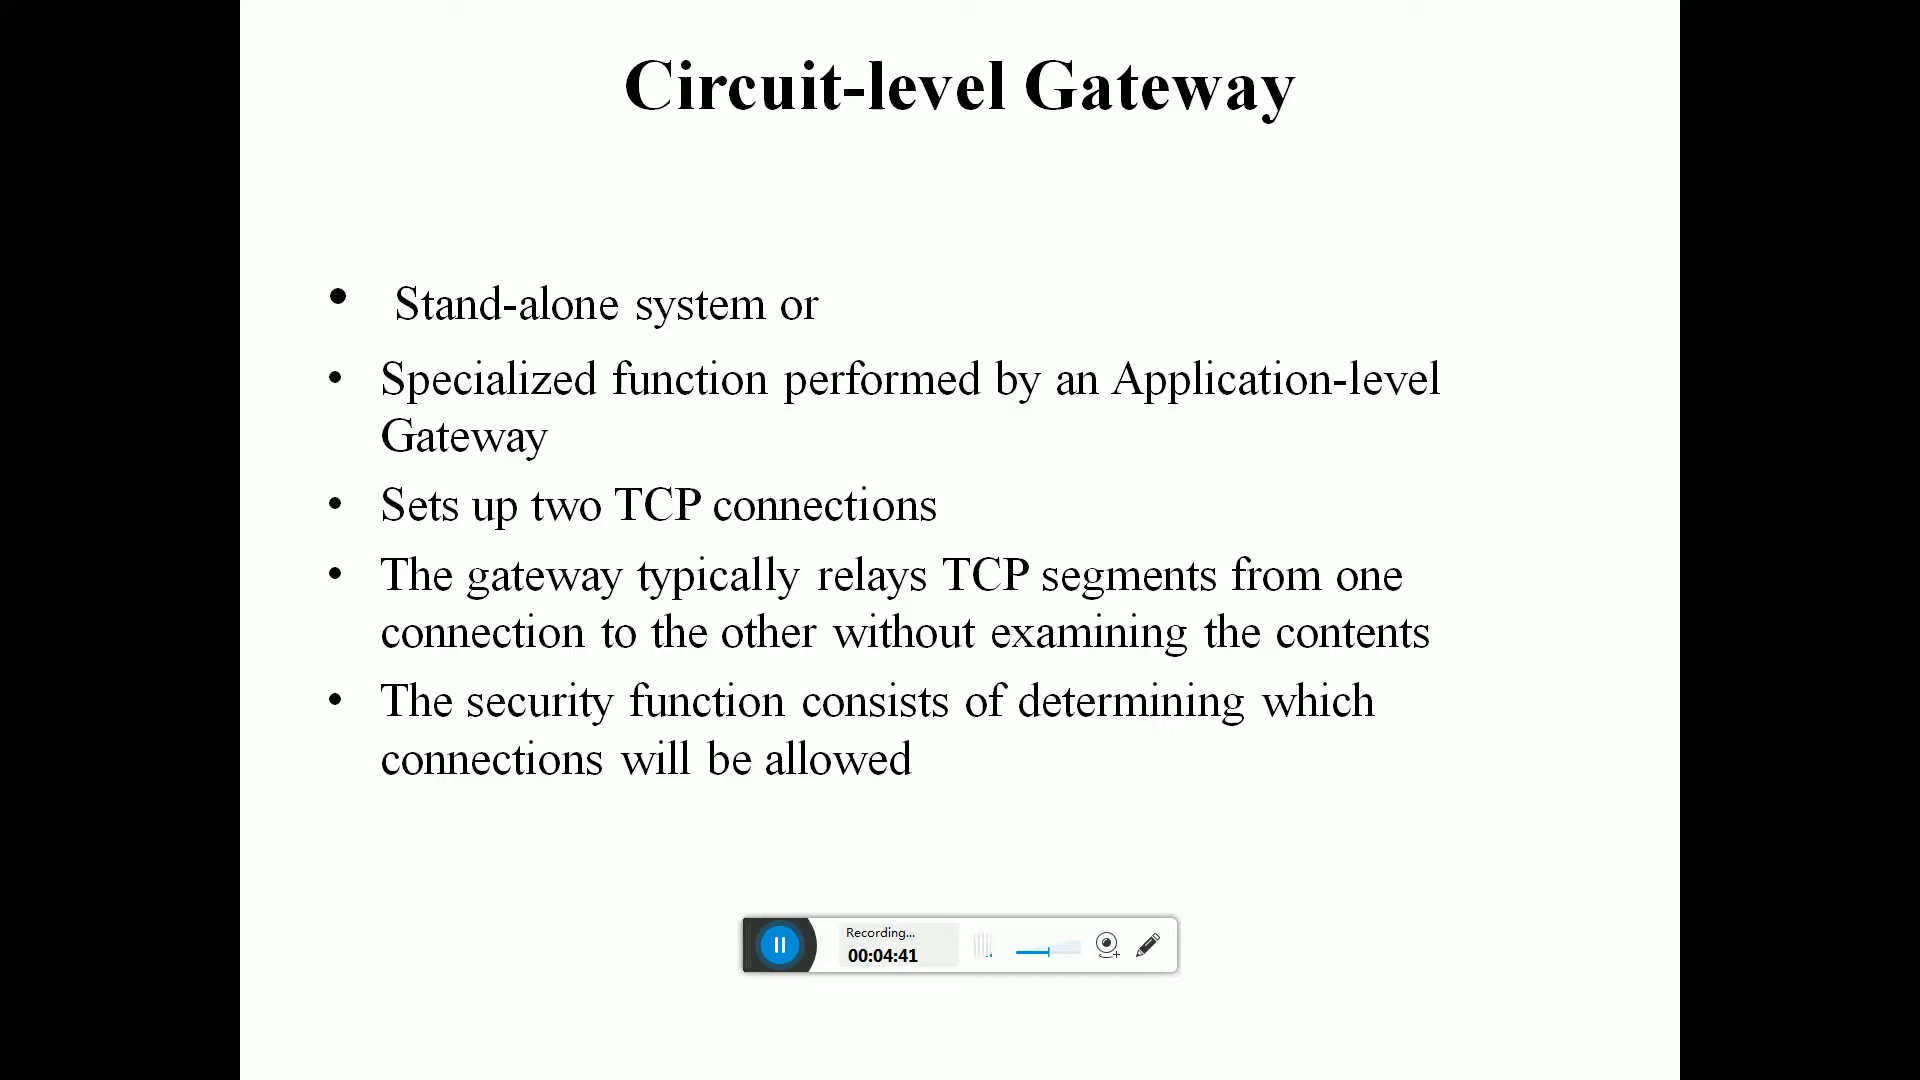 Circuit-level Gateway
• Stand-alone system or
• Specialized function performed by an Application-level
Gateway
• Sets up two TCP connections
• The gateway typically relays TCP segments from one
connection to the other without examining the contents
• The security function consists of determining which
connections will be allowed
Recording...
00:04:41